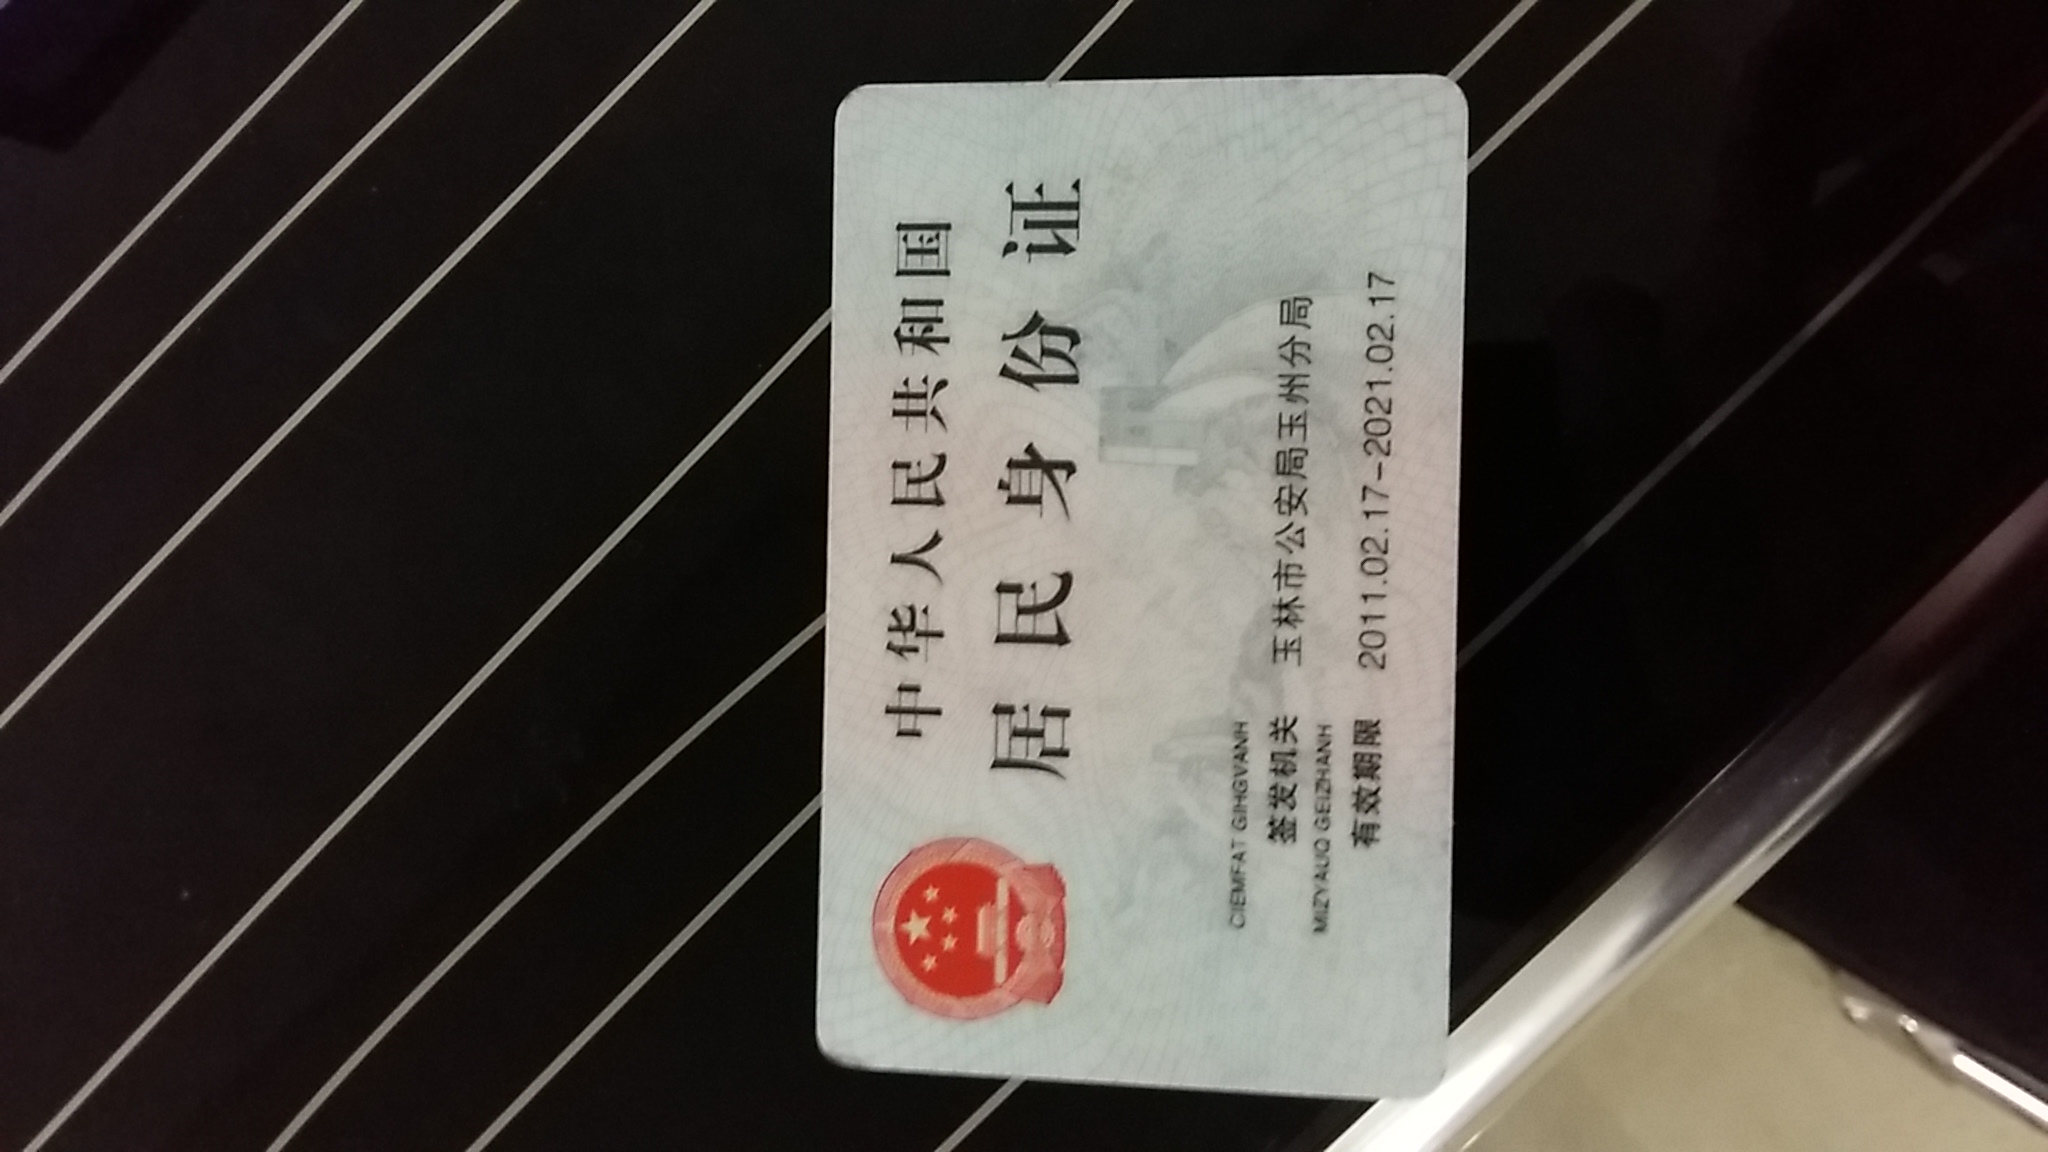 中华人民共和国
居民身份证
CIEMFAT GIHGVANH
签发机关 玉林市公安局玉州分局
MIZYAUQ GEIZHANH
有效期限 2011.02.17-2021.02.17